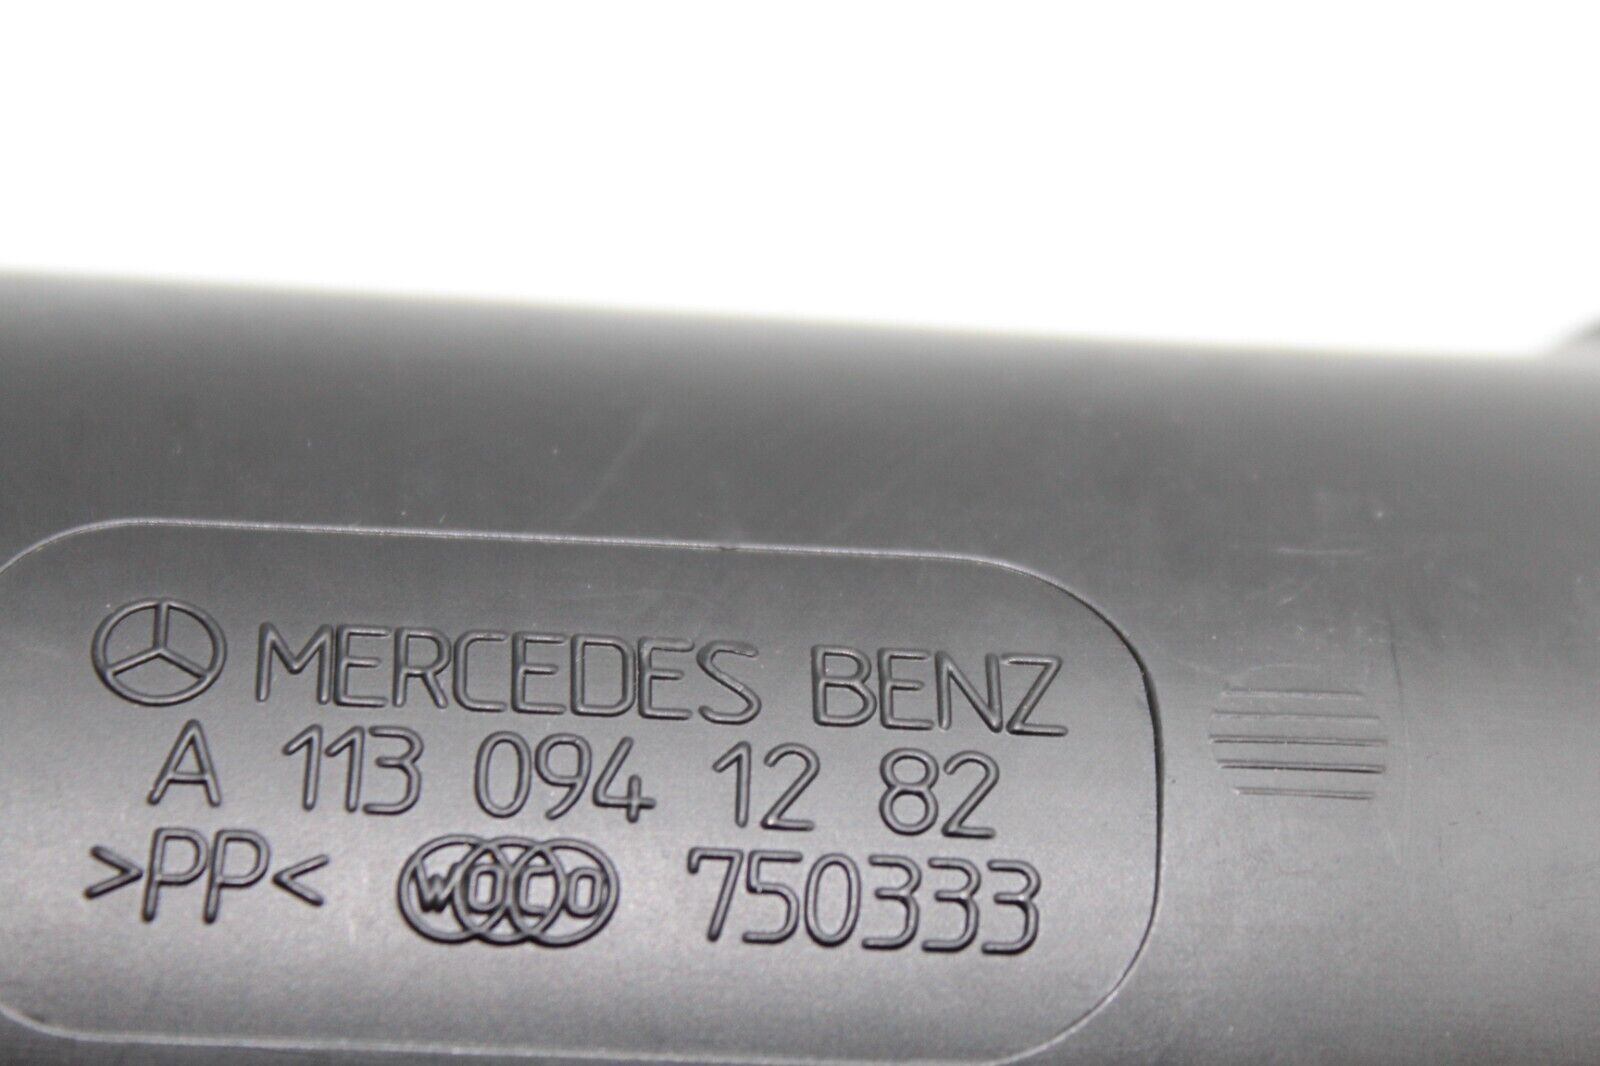 MERCEDES BENZ
A 113 094 12 82
>PP< WOCO 750333